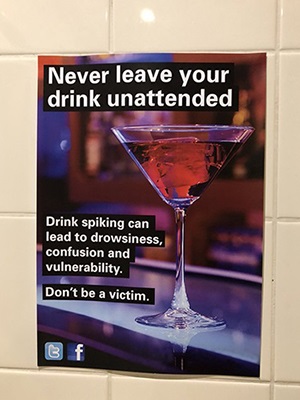 Never leave your
drink unattended
Drink spiking can
lead to drowsiness,
confusion and
vulnerability.
Don't be a victim.